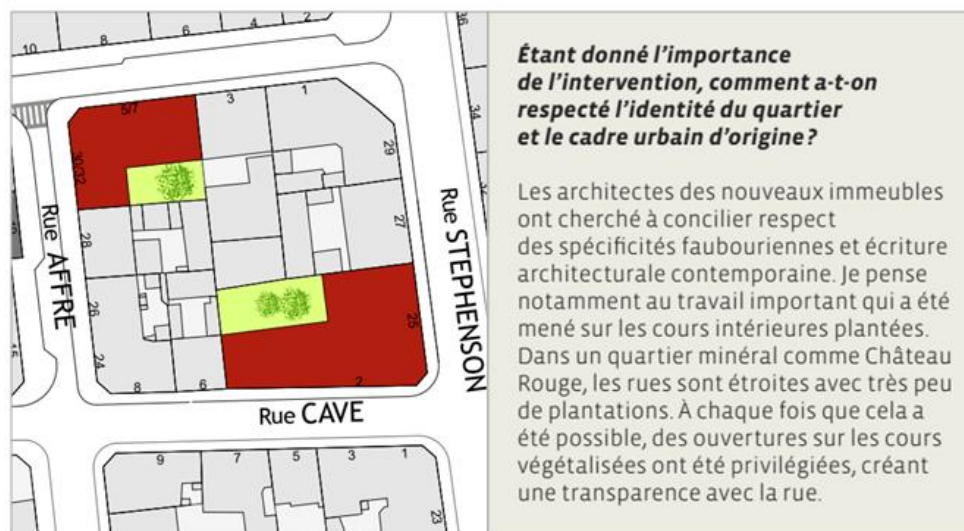 10
8
6
4
2
36
5/7
3
1
34
30/32
29
28
27
Rue AFFRE
Rue STEPHENSON
26
25
24
8
6
2
Rue CAVE
9
7
5
3
1
23
Étant donné l'importance
de l'intervention, comment a-t-on
respecté l'identité du quartier
et le cadre urbain d'origine ?
Les architectes des nouveaux immeubles
ont cherché à concilier respect
des spécificités faubouriennes et écriture
architecturale contemporaine. Je pense
notamment au travail important qui a été
mené sur les cours intérieures plantées.
Dans un quartier minéral comme Château
Rouge, les rues sont étroites avec très peu
de plantations. À chaque fois que cela a
été possible, des ouvertures sur les cours
végétalisées ont été privilégiées, créant
une transparence avec la rue.